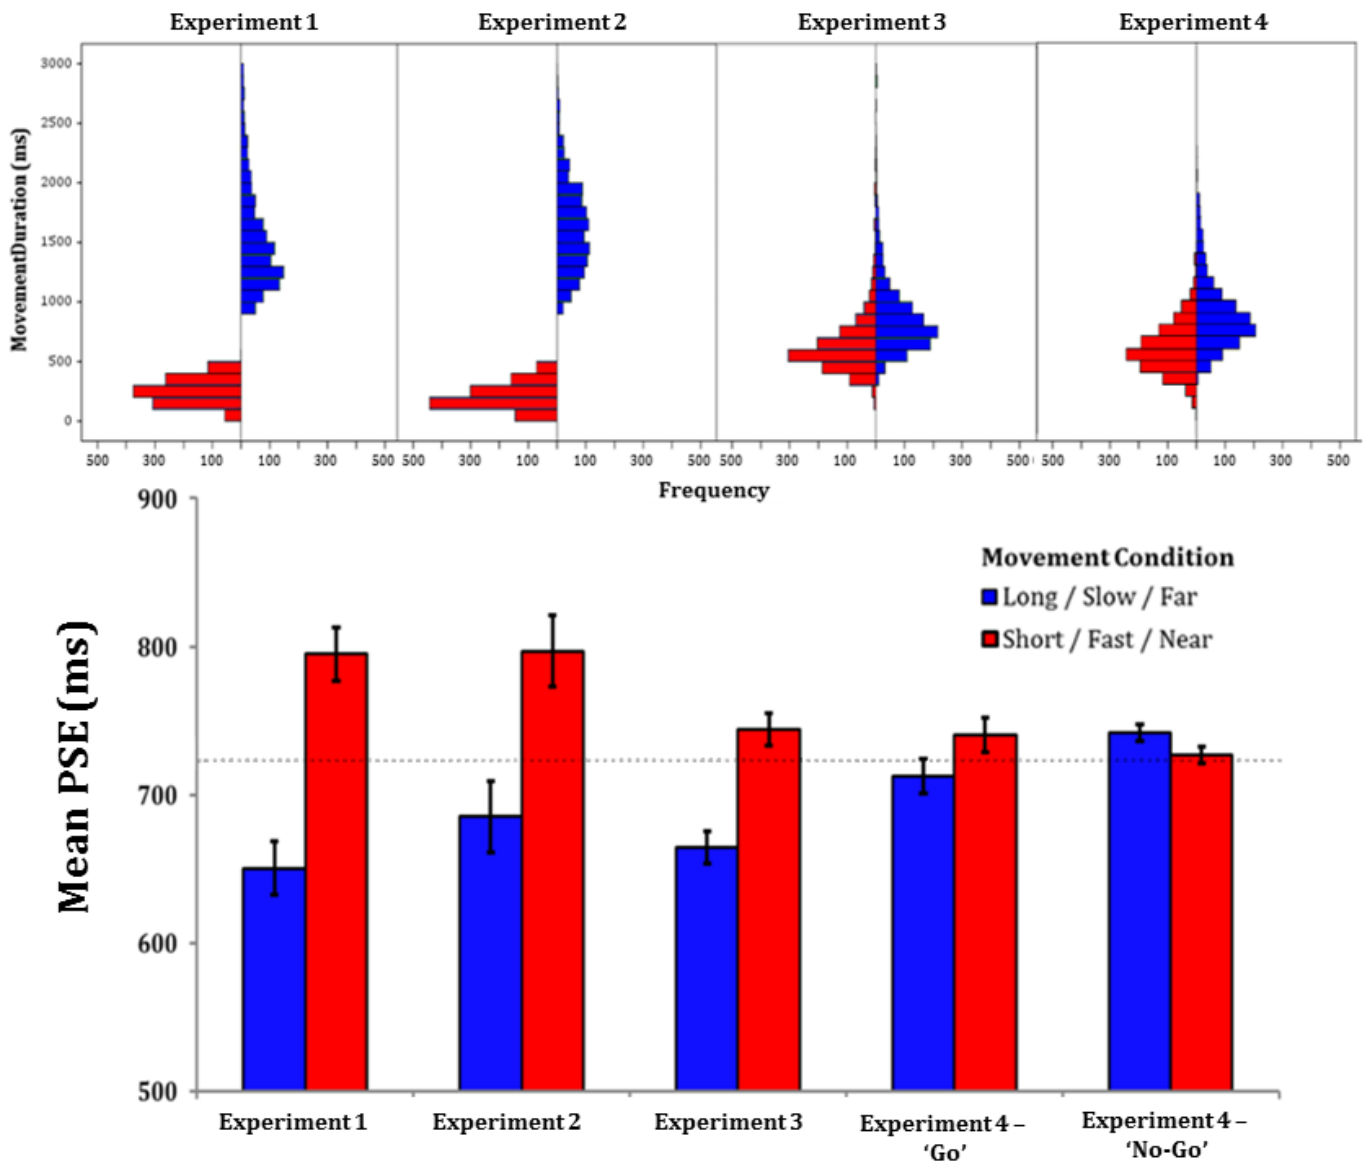 Experiment 1 Experiment 2 Experiment 3 Experiment 4
MovementDuration (ms)
3000
2500
2000
1500
1000
500
0
500 300 100 100 300 500 500 300 100 100 300 500 500 300 100 100 300 500 500 300 100 100 300 500
Frequency
Mean PSE (ms)
900
800
700
600
500
Movement Condition
Long / Slow / Far
Short / Fast / Near
Experiment 1 Experiment 2 Experiment 3 Experiment 4 – Experiment 4 –
‘Go’ ‘No-Go’